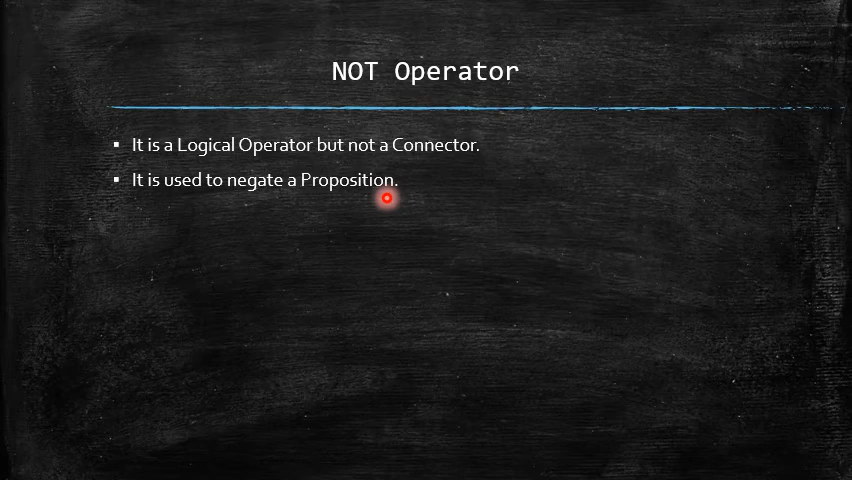 NOT Operator
▪ It is a Logical Operator but not a Connector.
▪ It is used to negate a Proposition.